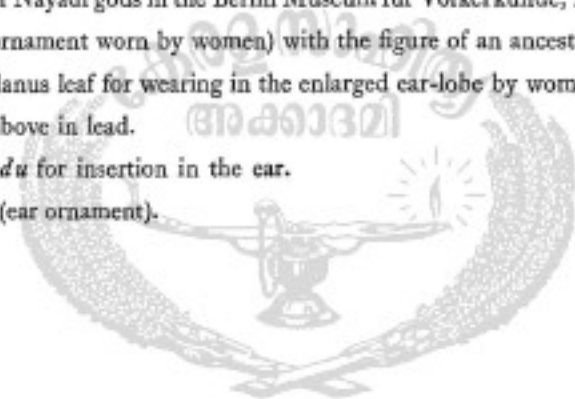 Nayadi gods in the Berlin Museum für Völkerkunde,
ornament worn by women) with the figure of an ancest
danus leaf for wearing in the enlarged ear-lobe by wom
കേരള സാഹിത്യ
അക്കാദമി
bove in lead.
du for insertion in the ear.
(ear ornament).